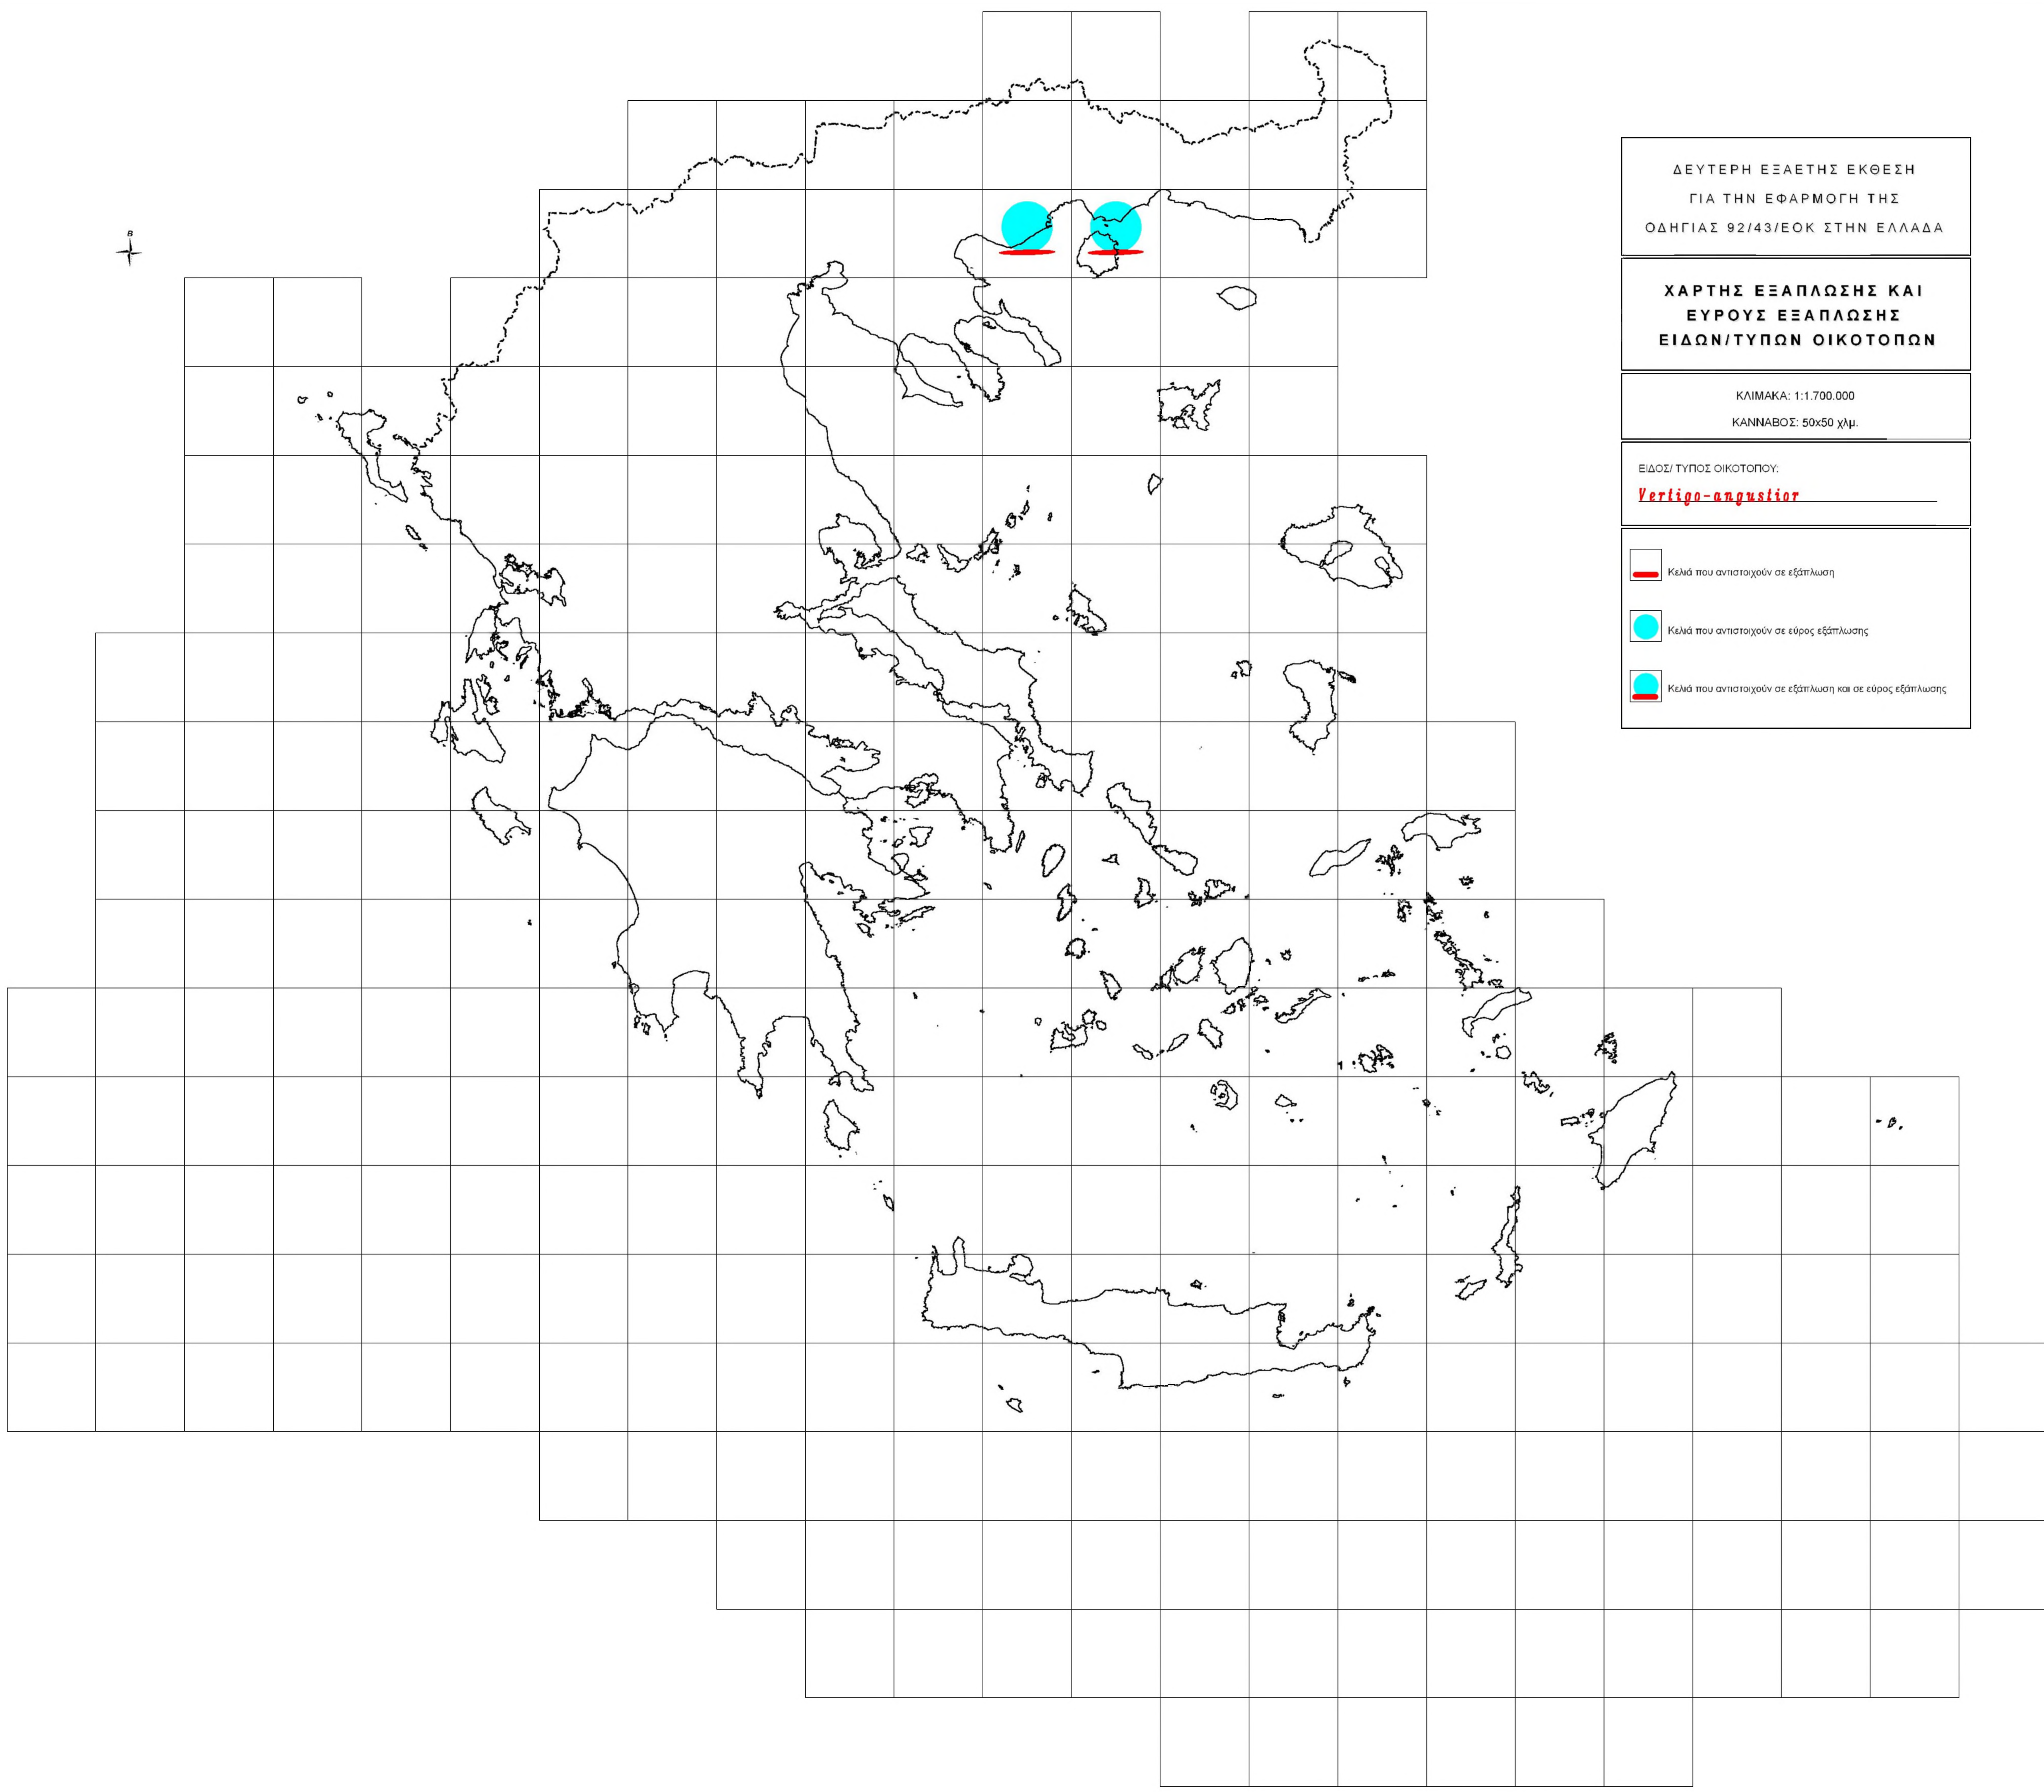 Β
ΔΕΥΤΕΡΗ ΕΞΑΕΤΗΣ ΕΚΘΕΣΗ
ΓΙΑ ΤΗΝ ΕΦΑΡΜΟΓΗ ΤΗΣ
ΟΔΗΓΙΑΣ 92/43/ΕΟΚ ΣΤΗΝ ΕΛΛΑΔΑ
ΧΑΡΤΗΣ ΕΞΑΠΛΩΣΗΣ ΚΑΙ
ΕΥΡΟΥΣ ΕΞΑΠΛΩΣΗΣ
ΕΙΔΩΝ/ΤΥΠΩΝ ΟΙΚΟΤΟΠΩΝ
ΚΛΙΜΑΚΑ: 1:1.700.000
ΚΑΝΝΑΒΟΣ: 50x50 χλμ.
ΕΙΔΟΣ/ ΤΥΠΟΣ ΟΙΚΟΤΟΠΟΥ:
Vertigo-angustior
Κελιά που αντιστοιχούν σε εξάπλωση
Κελιά που αντιστοιχούν σε εύρος εξάπλωσης
Κελιά που αντιστοιχούν σε εξάπλωση και σε εύρος εξάπλωσης